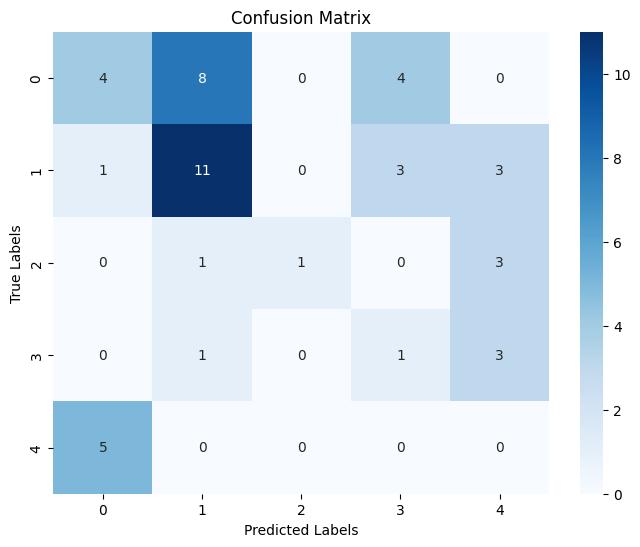 Confusion Matrix
0 4 8 0 4 0
1 1 11 0 3 3
2 0 1 1 0 3
3 0 1 0 1 3
4 5 0 0 0 0
0 1 2 3 4
Predicted Labels
True Labels
10
8
6
4
2
0